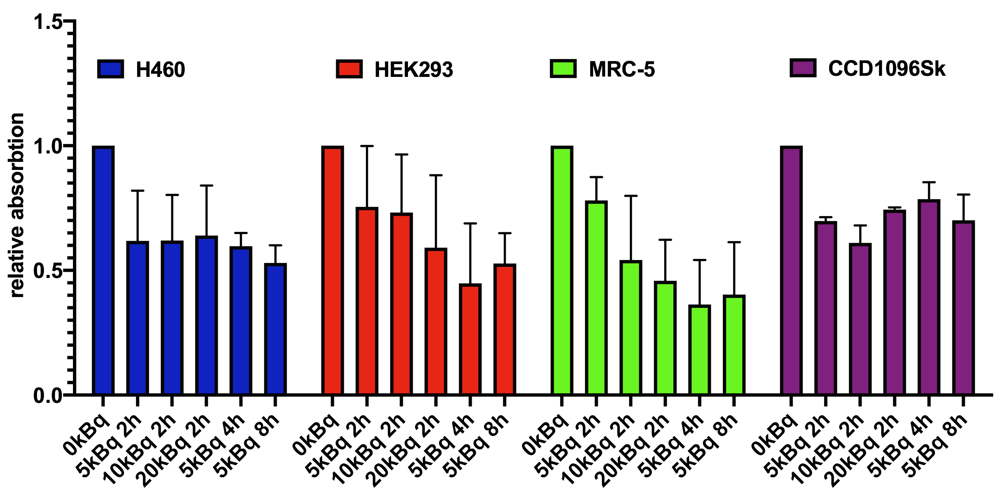 relative absorbtion
1.5
1.0
0.5
0.0
H460
HEK293
MRC-5
CCD1096Sk
0kBq
5kBq 2h
10kBq 2h
20kBq 2h
5kBq 4h
5kBq 8h
0kBq
5kBq 2h
10kBq 2h
20kBq 2h
5kBq 4h
5kBq 8h
0kBq
5kBq 2h
10kBq 2h
20kBq 2h
5kBq 4h
5kBq 8h
0kBq
5kBq 2h
10kBq 2h
20kBq 2h
5kBq 4h
5kBq 8h